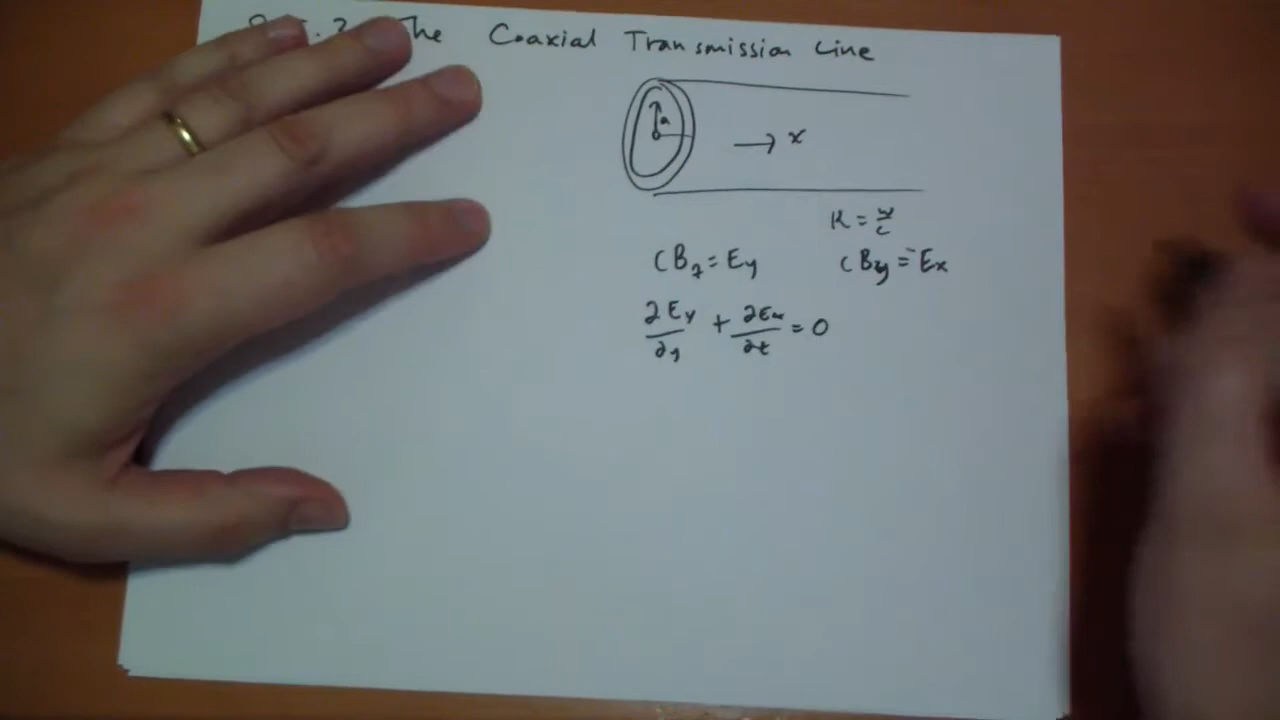 The Coaxial Transmission Line
a
→ x
K = w/c
cB_z = E_y cB_y = -E_x
∂E_y/∂y + ∂E_x/∂t = 0